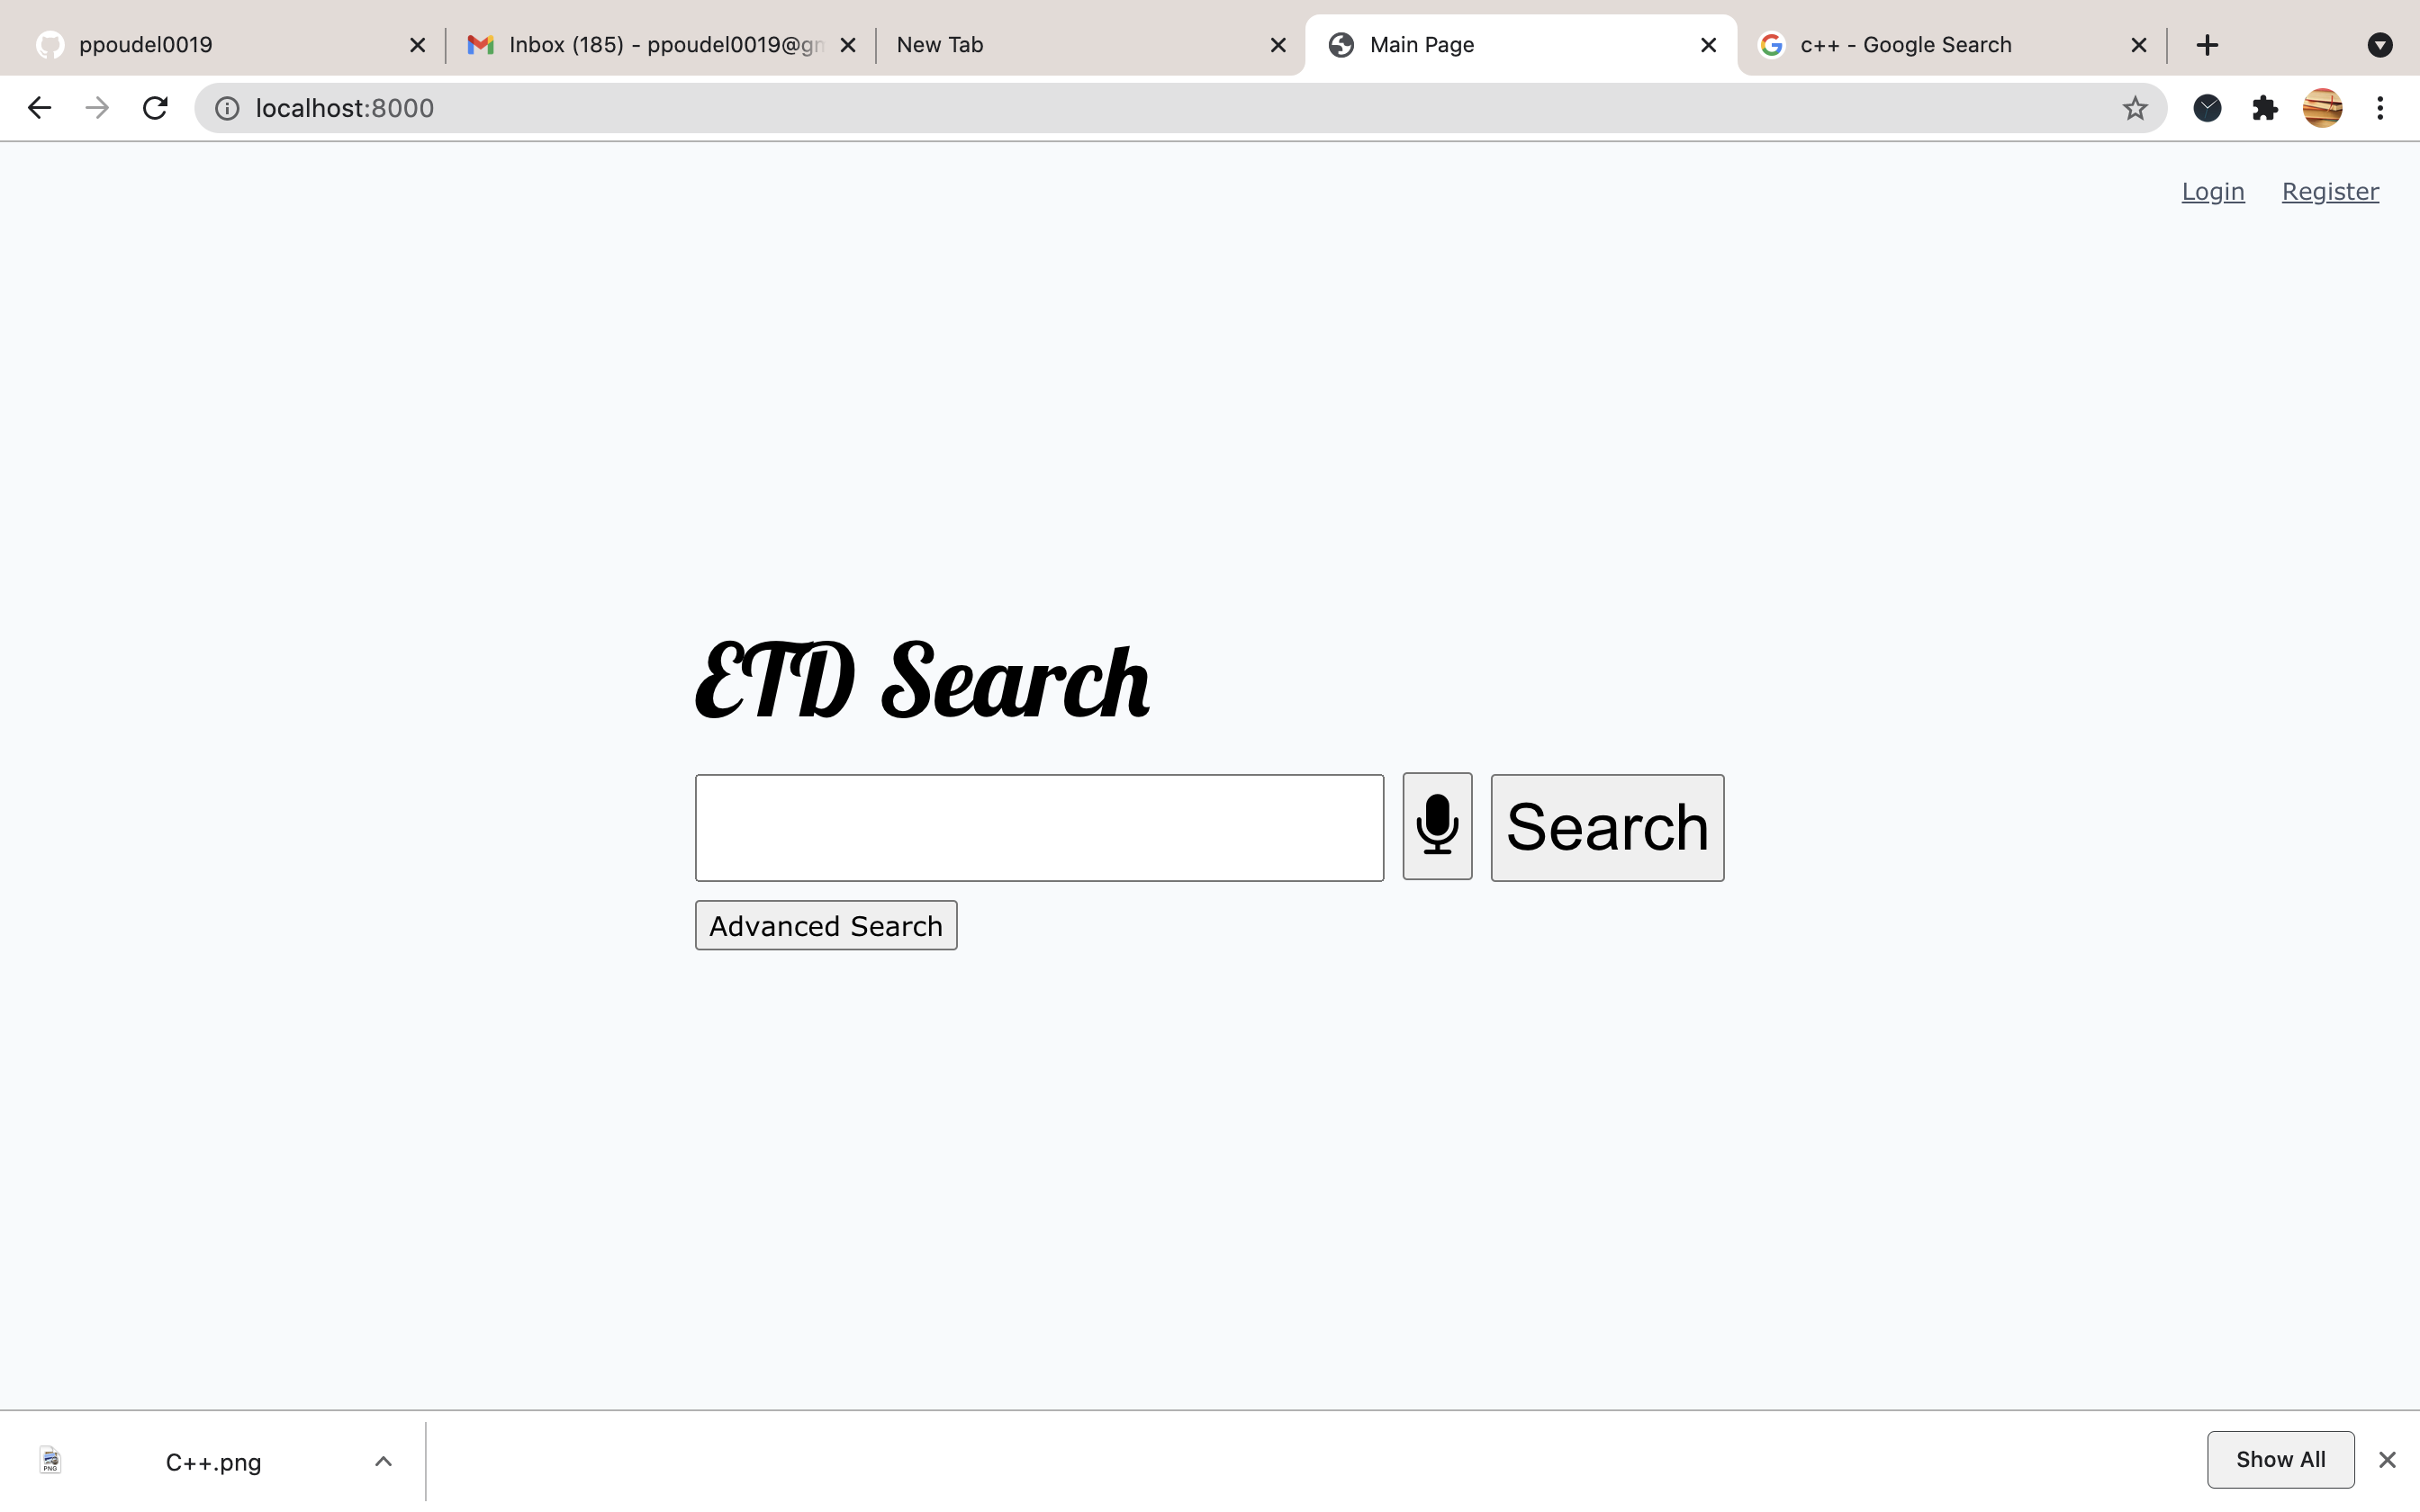 ppoudel0019
Inbox (185) - ppoudel0019@gm
New Tab
Main Page
c++ - Google Search
localhost:8000
Login
Register
ETD Search
Search
Advanced Search
PNG
C++.png
Show All